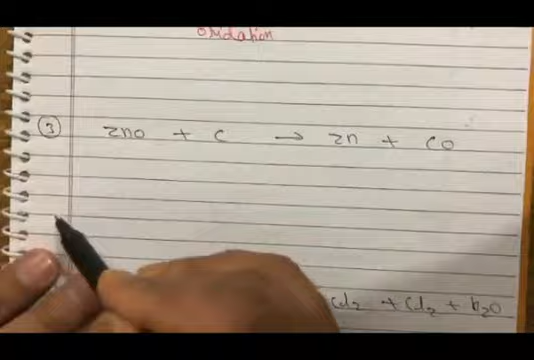 oxidation
③ ZnO + C → Zn + CO
cl₂ + H₂O